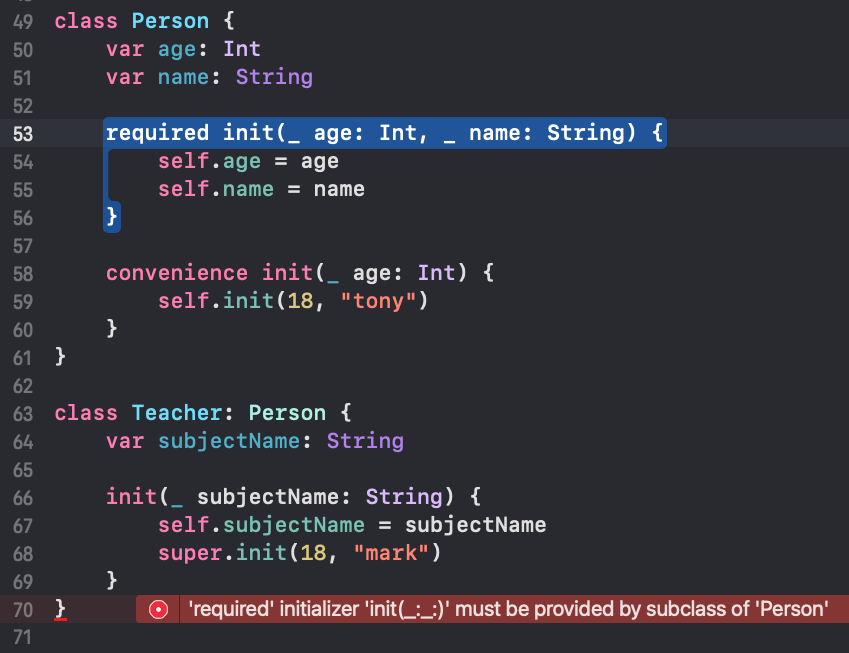 49 class Person {
50     var age: Int
51     var name: String
52
53     required init(_ age: Int, _ name: String) {
54         self.age = age
55         self.name = name
56     }
57
58     convenience init(_ age: Int) {
59         self.init(18, "tony")
60     }
61 }
62
63 class Teacher: Person {
64     var subjectName: String
65
66     init(_ subjectName: String) {
67         self.subjectName = subjectName
68         super.init(18, "mark")
69     }
70 } 'required' initializer 'init(_:_:)' must be provided by subclass of 'Person'
71